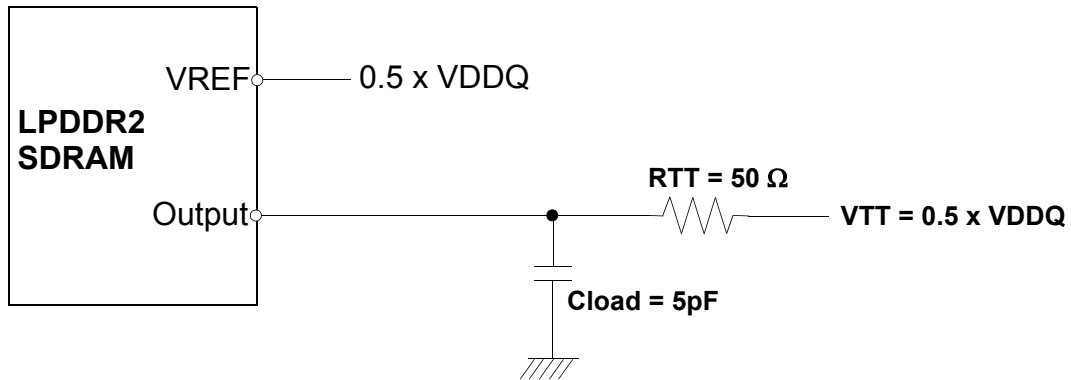 VREF
0.5 x VDDQ
LPDDR2
SDRAM
RTT = 50 Ω
Output
VTT = 0.5 x VDDQ
Cload = 5pF